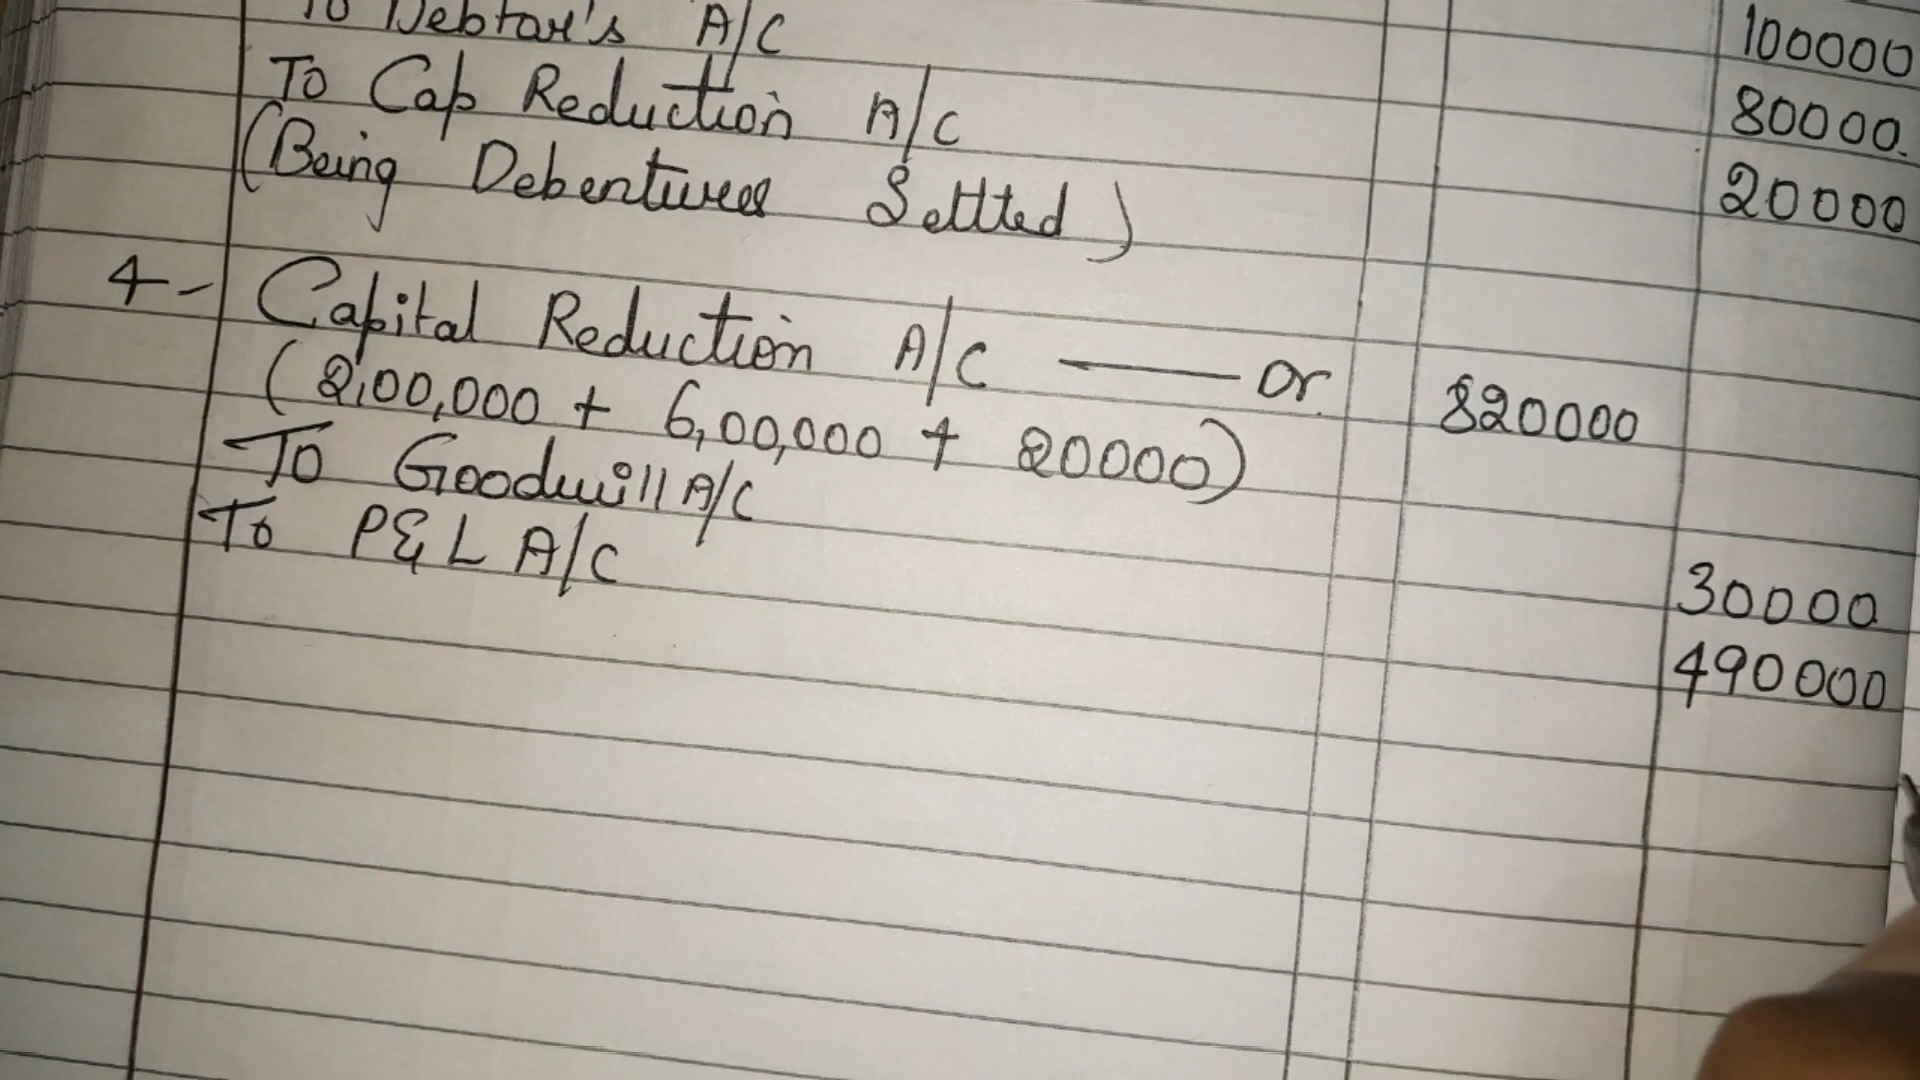 To Debtor's A/C
100000
To Cap Reduction A/C
80000.
(Being Debentures Settted)
20000
4- Capital Reduction A/C —— Dr.
820000
(2,00,000 + 6,00,000 + 20000)
To Goodwill A/C
30000
To P&L A/C
490000